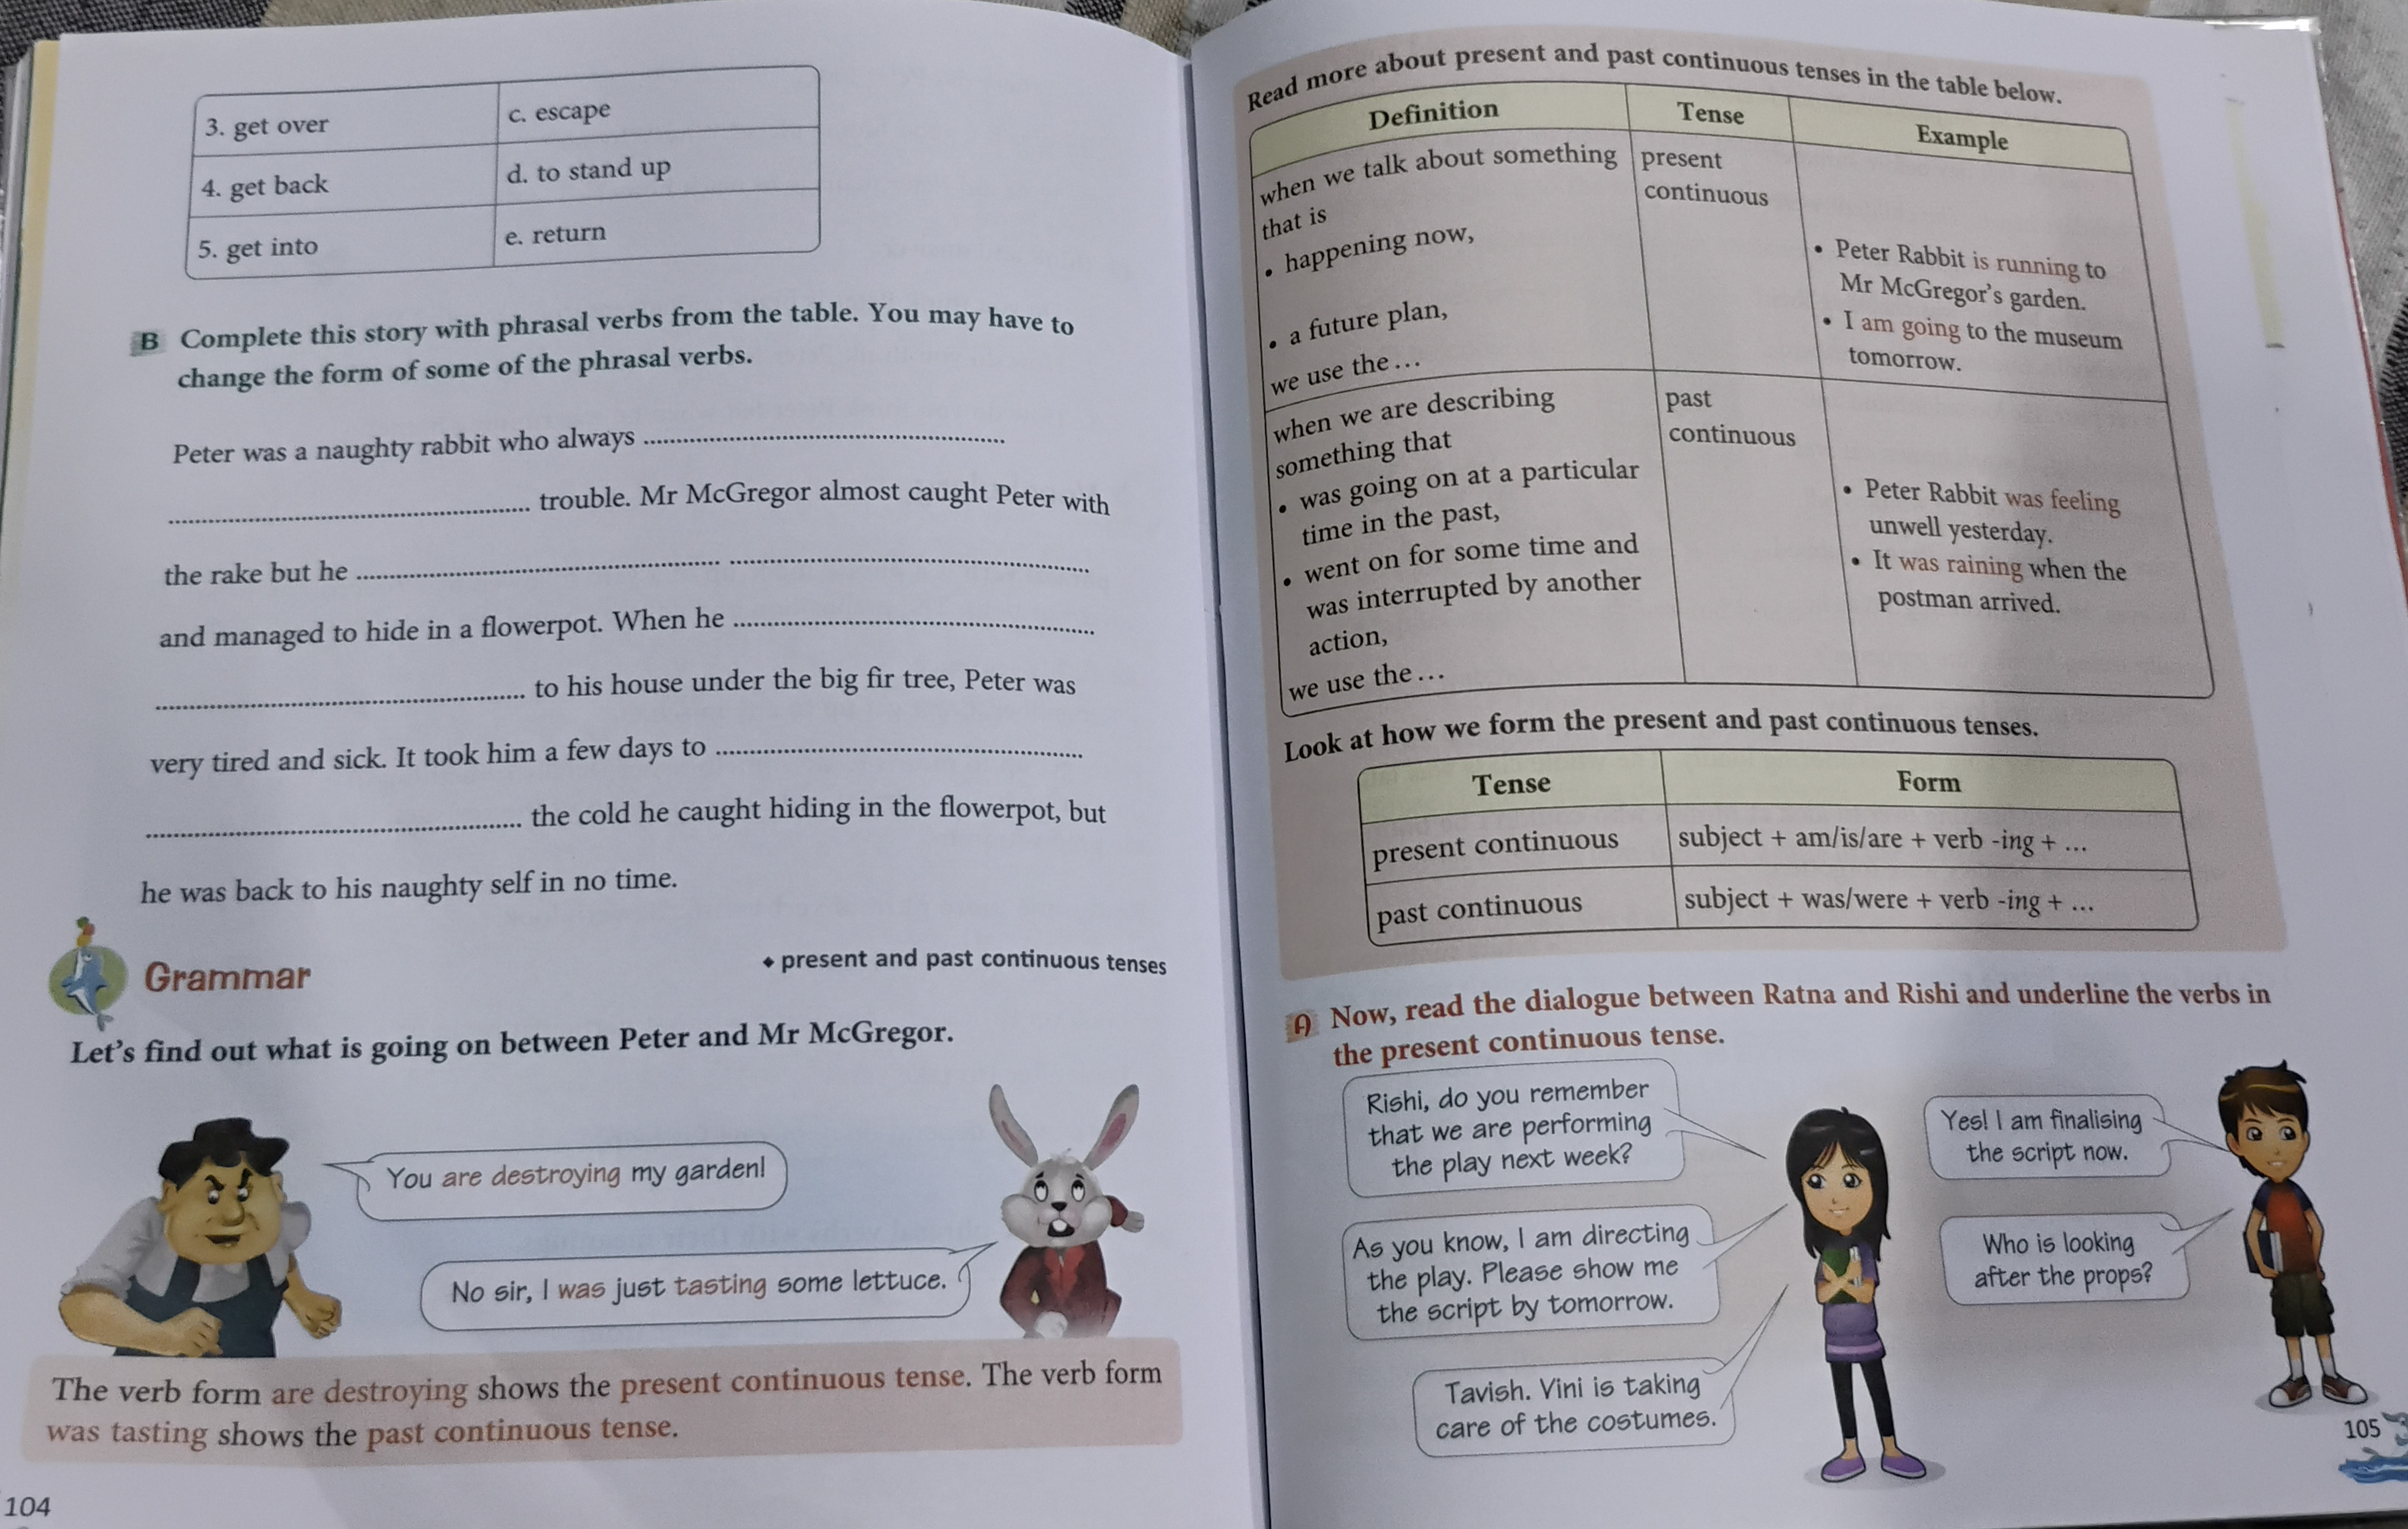 3. get over
c. escape
4. get back
d. to stand up
5. get into
e. return
B Complete this story with phrasal verbs from the table. You may have to
change the form of some of the phrasal verbs.
Peter was a naughty rabbit who always ........................
........................ trouble. Mr McGregor almost caught Peter with
the rake but he ........................ ........................
and managed to hide in a flowerpot. When he ........................
........................ to his house under the big fir tree, Peter was
very tired and sick. It took him a few days to ........................
........................ the cold he caught hiding in the flowerpot, but
he was back to his naughty self in no time.
Grammar
◆ present and past continuous tenses
Let's find out what is going on between Peter and Mr McGregor.
You are destroying my garden!
No sir, I was just tasting some lettuce.
The verb form are destroying shows the present continuous tense. The verb form
was tasting shows the past continuous tense.
104
Read more about present and past continuous tenses in the table below.
Definition
Tense
Example
when we talk about something
that is
• happening now,
• a future plan,
we use the ...
present
continuous
• Peter Rabbit is running to
Mr McGregor's garden.
• I am going to the museum
tomorrow.
when we are describing
something that
• was going on at a particular
time in the past,
• went on for some time and
was interrupted by another
action,
we use the ...
past
continuous
• Peter Rabbit was feeling
unwell yesterday.
• It was raining when the
postman arrived.
Look at how we form the present and past continuous tenses.
Tense
Form
present continuous
subject + am/is/are + verb -ing + ...
past continuous
subject + was/were + verb -ing + ...
A Now, read the dialogue between Ratna and Rishi and underline the verbs in
the present continuous tense.
Rishi, do you remember
that we are performing
the play next week?
Yes! I am finalising
the script now.
As you know, I am directing
the play. Please show me
the script by tomorrow.
Who is looking
after the props?
Tavish. Vini is taking
care of the costumes.
105